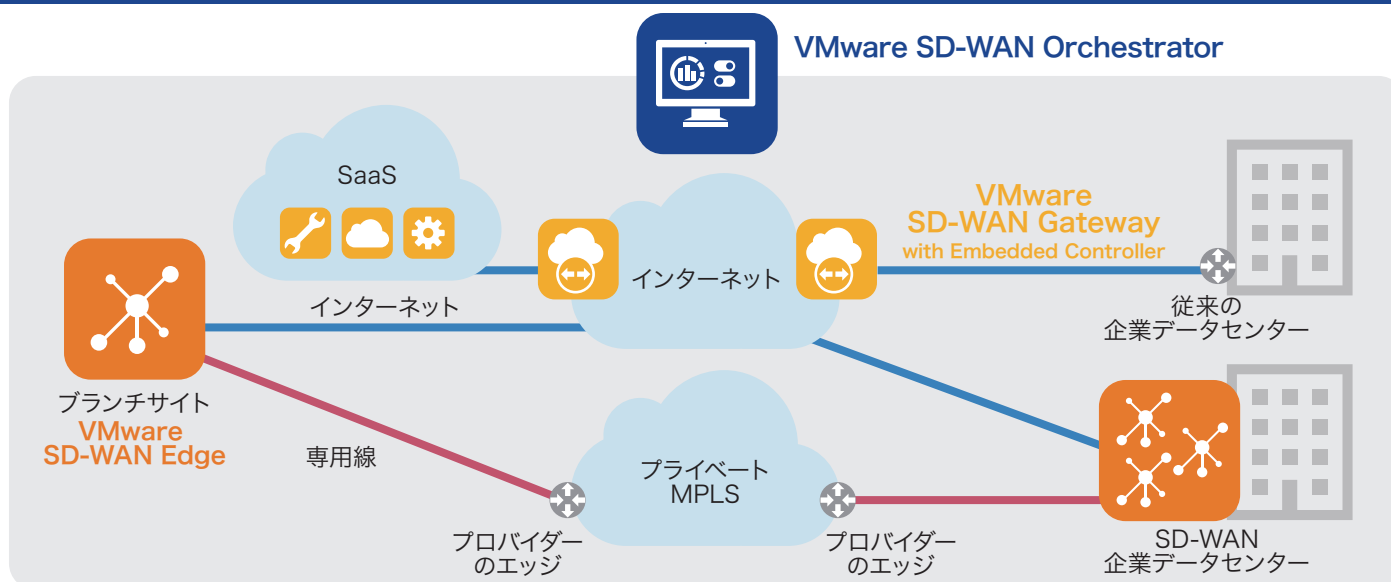 VMware SD-WAN Orchestrator
SaaS
VMware
SD-WAN Gateway
with Embedded Controller
インターネット
インターネット
従来の
企業データセンター
ブランチサイト
VMware
SD-WAN Edge
専用線
プライベート
MPLS
プロバイダー
のエッジ
プロバイダー
のエッジ
SD-WAN
企業データセンター